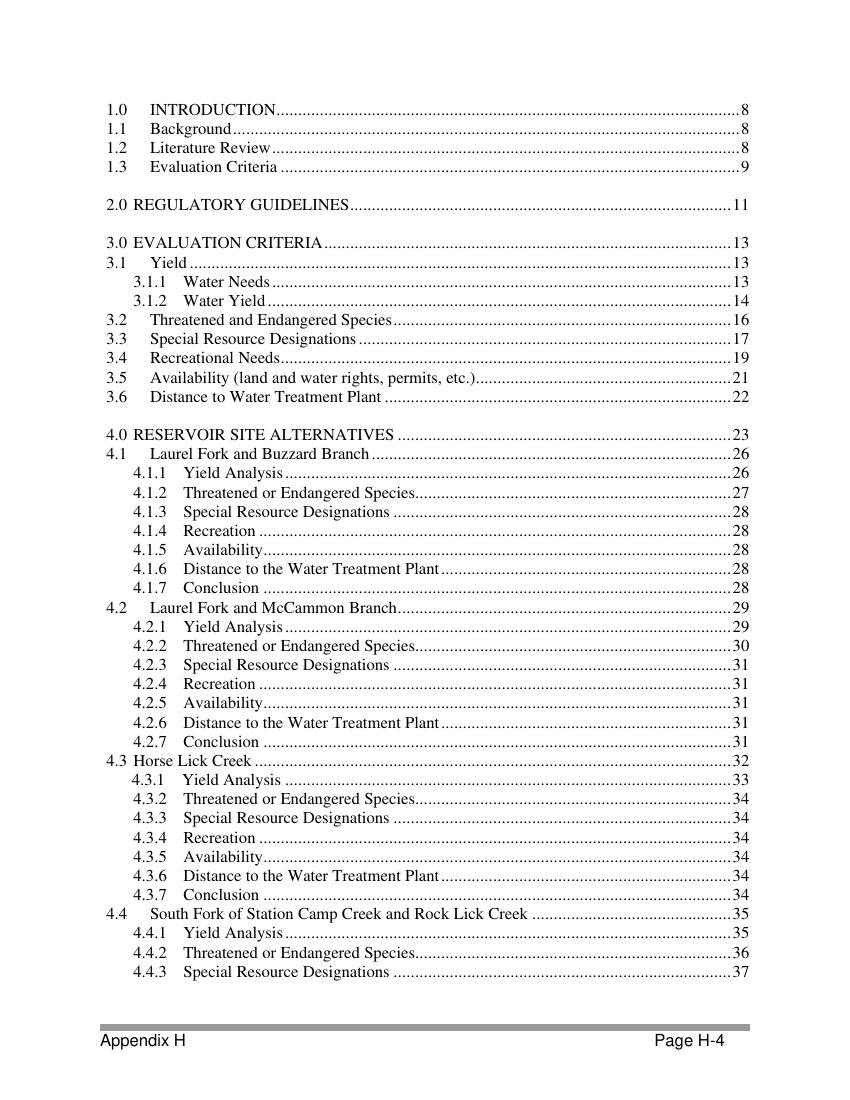 1.0 INTRODUCTION..........8
1.1 Background..........8
1.2 Literature Review..........8
1.3 Evaluation Criteria ..........9
2.0 REGULATORY GUIDELINES..........11
3.0 EVALUATION CRITERIA..........13
3.1 Yield ..........13
3.1.1 Water Needs..........13
3.1.2 Water Yield..........14
3.2 Threatened and Endangered Species..........16
3.3 Special Resource Designations ..........17
3.4 Recreational Needs..........19
3.5 Availability (land and water rights, permits, etc.)..........21
3.6 Distance to Water Treatment Plant ..........22
4.0 RESERVOIR SITE ALTERNATIVES ..........23
4.1 Laurel Fork and Buzzard Branch..........26
4.1.1 Yield Analysis..........26
4.1.2 Threatened or Endangered Species..........27
4.1.3 Special Resource Designations ..........28
4.1.4 Recreation ..........28
4.1.5 Availability..........28
4.1.6 Distance to the Water Treatment Plant..........28
4.1.7 Conclusion ..........28
4.2 Laurel Fork and McCammon Branch..........29
4.2.1 Yield Analysis..........29
4.2.2 Threatened or Endangered Species..........30
4.2.3 Special Resource Designations ..........31
4.2.4 Recreation ..........31
4.2.5 Availability..........31
4.2.6 Distance to the Water Treatment Plant..........31
4.2.7 Conclusion ..........31
4.3 Horse Lick Creek ..........32
4.3.1 Yield Analysis ..........33
4.3.2 Threatened or Endangered Species..........34
4.3.3 Special Resource Designations ..........34
4.3.4 Recreation ..........34
4.3.5 Availability..........34
4.3.6 Distance to the Water Treatment Plant..........34
4.3.7 Conclusion ..........34
4.4 South Fork of Station Camp Creek and Rock Lick Creek ..........35
4.4.1 Yield Analysis..........35
4.4.2 Threatened or Endangered Species..........36
4.4.3 Special Resource Designations ..........37
Appendix H Page H-4